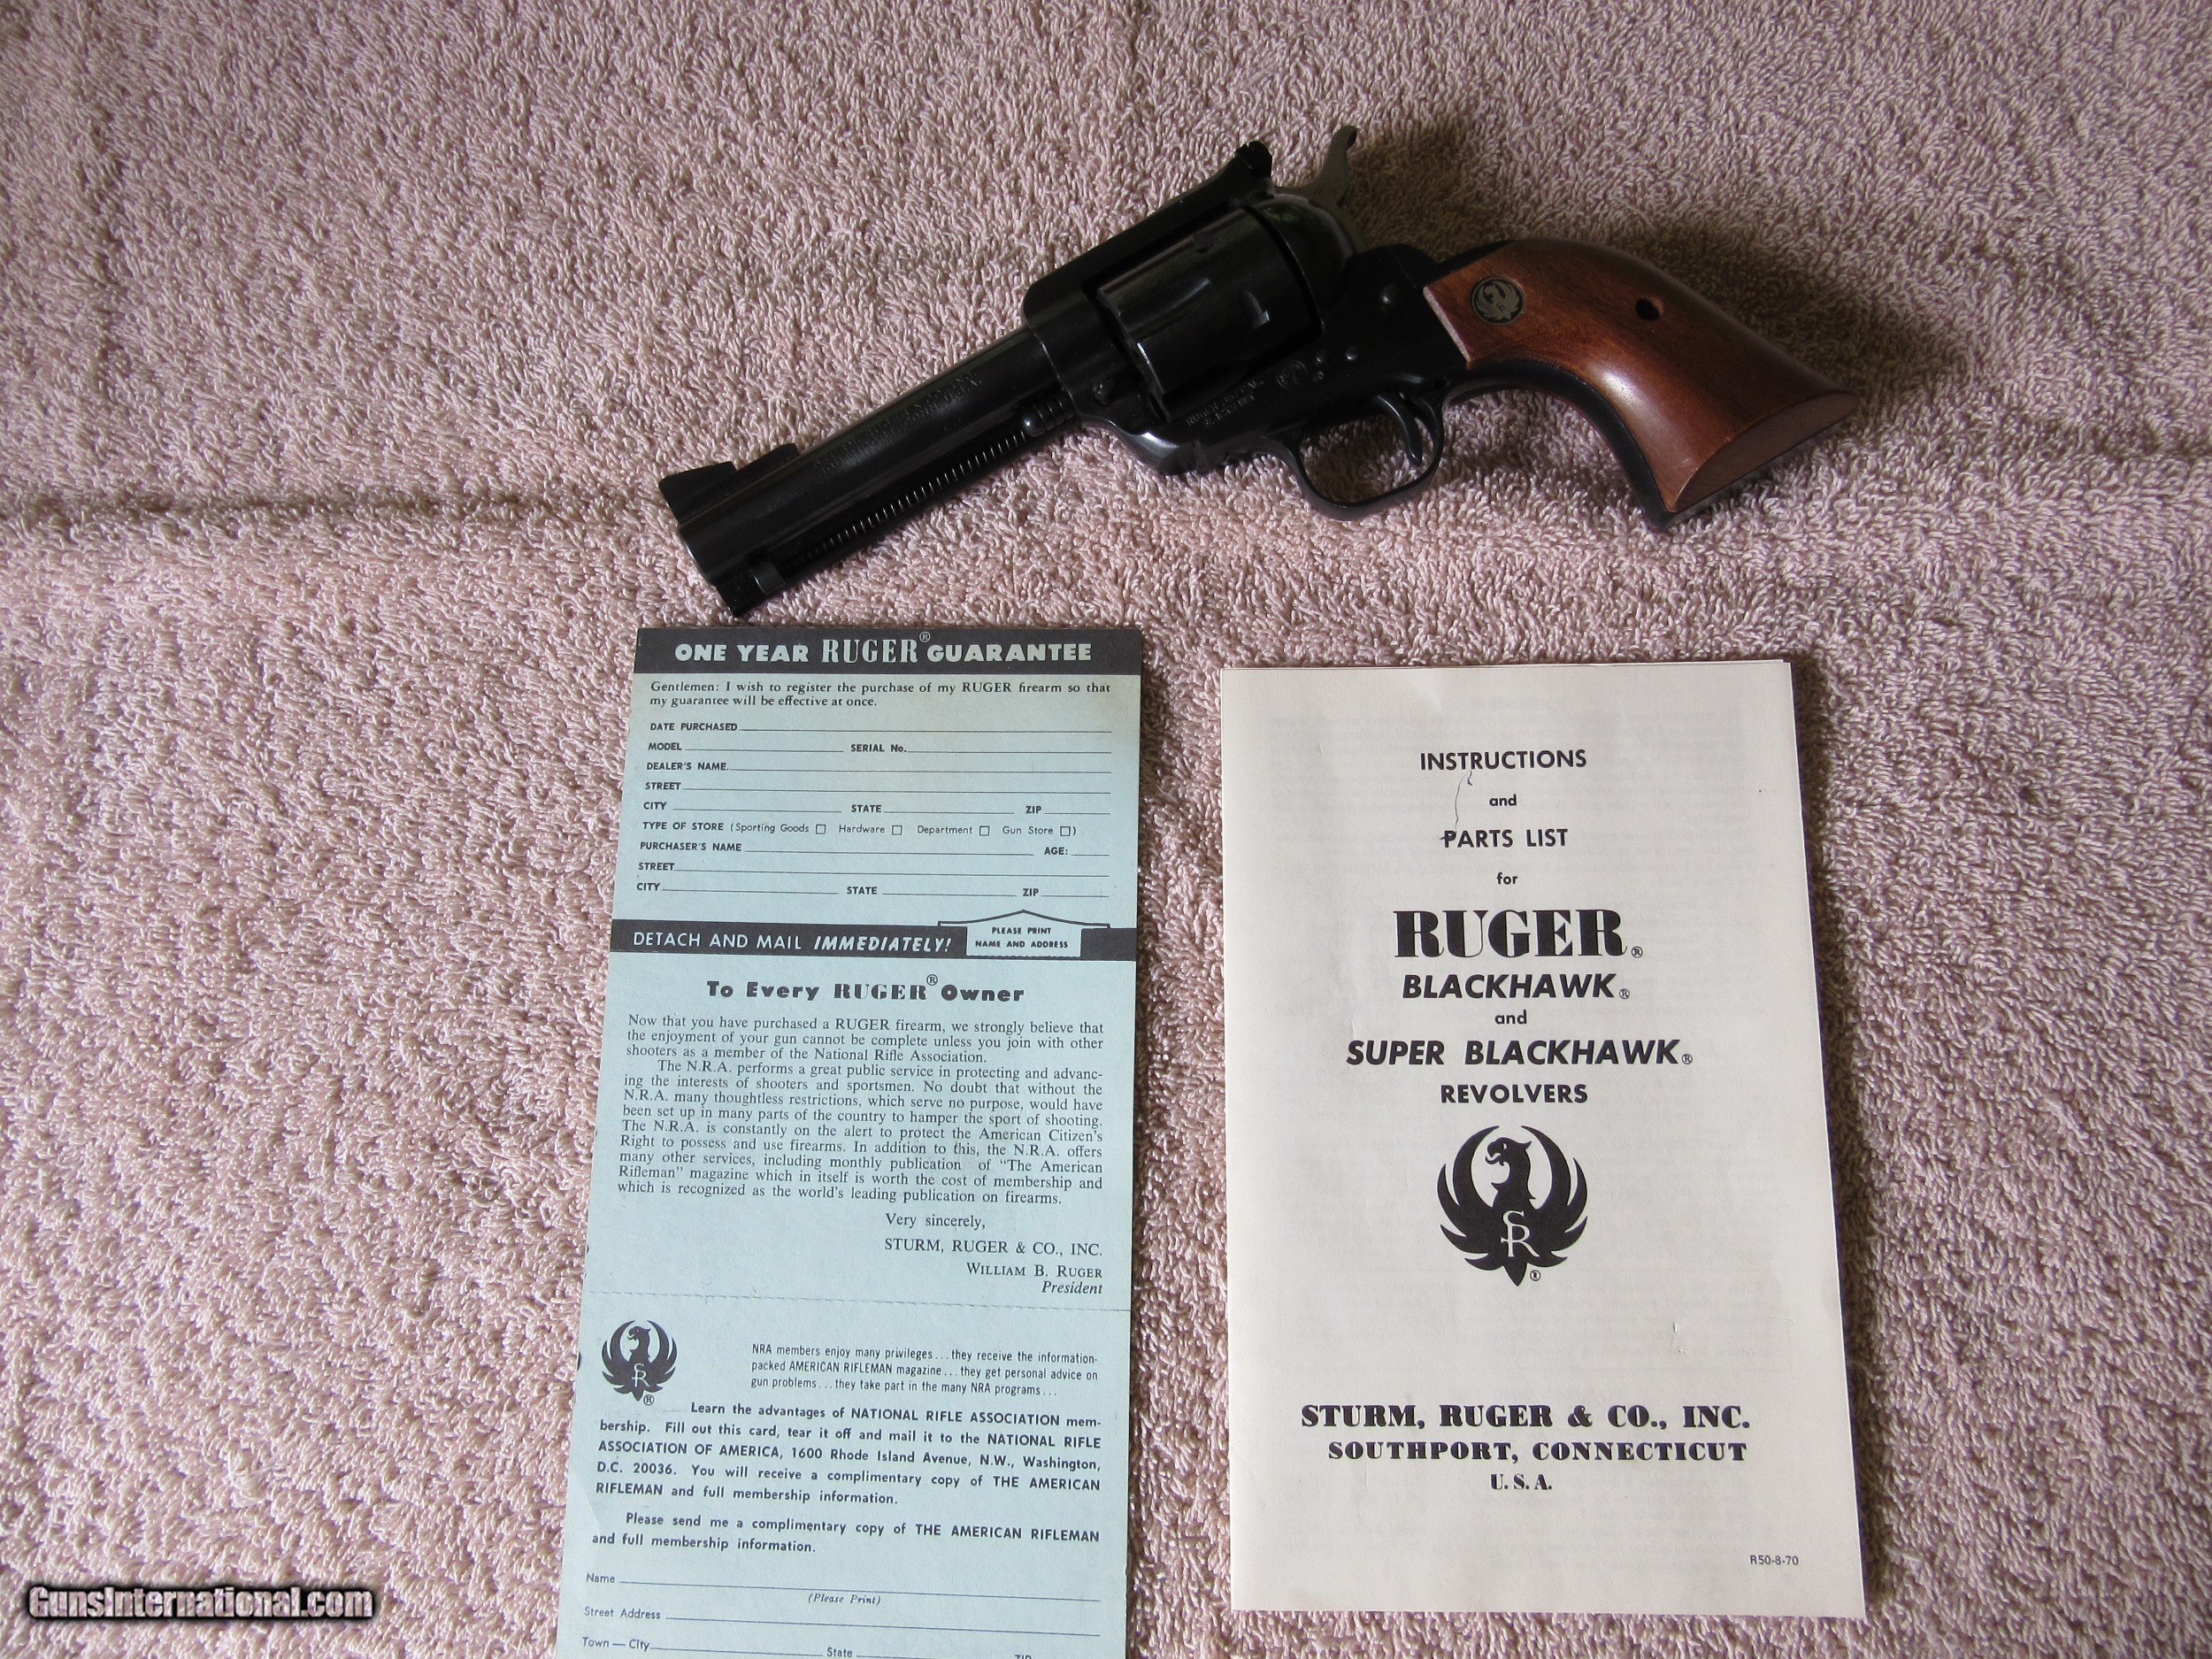 ONE YEAR RUGER® GUARANTEE
Gentlemen: I wish to register the purchase of my RUGER firearm so that
my guarantee will be effective at once.
DATE PURCHASED
MODEL SERIAL No.
DEALER'S NAME
STREET
CITY STATE ZIP
TYPE OF STORE (Sporting Goods □ Hardware □ Department □ Gun Store □)
PURCHASER'S NAME AGE:
STREET
CITY STATE ZIP
DETACH AND MAIL IMMEDIATELY!
PLEASE PRINT
NAME AND ADDRESS
To Every RUGER® Owner
Now that you have purchased a RUGER firearm, we strongly believe that
the enjoyment of your gun cannot be complete unless you join with other
shooters as a member of the National Rifle Association.
The N.R.A. performs a great public service in protecting and advanc-
ing the interests of shooters and sportsmen. No doubt that without the
N.R.A. many thoughtless restrictions, which serve no purpose, would have
been set up in many parts of the country to hamper the sport of shooting.
The N.R.A. is constantly on the alert to protect the American Citizen's
Right to possess and use firearms. In addition to this, the N.R.A. offers
many other services, including monthly publication of "The American
Rifleman" magazine which in itself is worth the cost of membership and
which is recognized as the world's leading publication on firearms.
Very sincerely,
STURM, RUGER & CO., INC.
WILLIAM B. RUGER
President
SR
®
NRA members enjoy many privileges...they receive the information-
packed AMERICAN RIFLEMAN magazine...they get personal advice on
gun problems...they take part in the many NRA programs...
Learn the advantages of NATIONAL RIFLE ASSOCIATION mem-
bership. Fill out this card, tear it off and mail it to the NATIONAL RIFLE
ASSOCIATION OF AMERICA, 1600 Rhode Island Avenue, N.W., Washington,
D.C. 20036. You will receive a complimentary copy of THE AMERICAN
RIFLEMAN and full membership information.
Please send me a complimentary copy of THE AMERICAN RIFLEMAN
and full membership information.
Name
(Please Print)
Street Address
Town — City State ZIP
INSTRUCTIONS
and
PARTS LIST
for
RUGER®
BLACKHAWK®
and
SUPER BLACKHAWK®
REVOLVERS
SR
®
STURM, RUGER & CO., INC.
SOUTHPORT, CONNECTICUT
U. S. A.
R50-8-70
GunsInternational.com